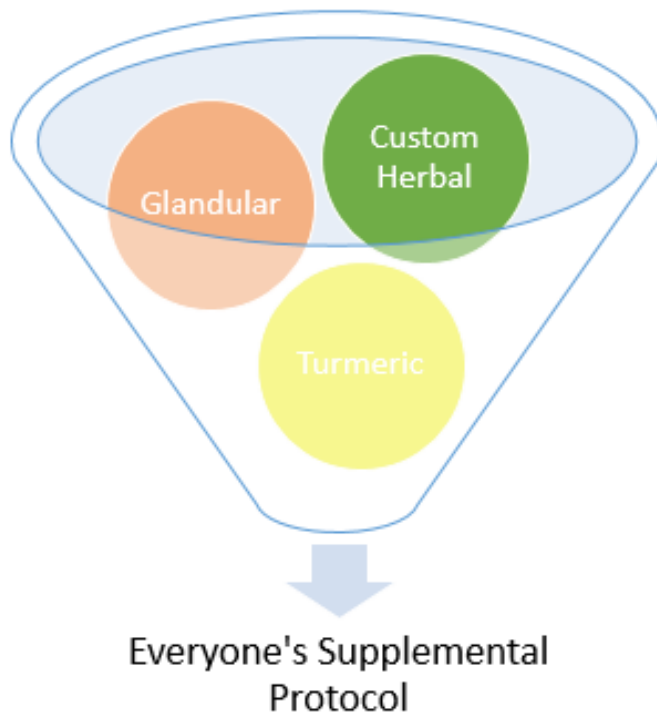 Custom
Herbal
Glandular
Turmeric
Everyone's Supplemental
Protocol